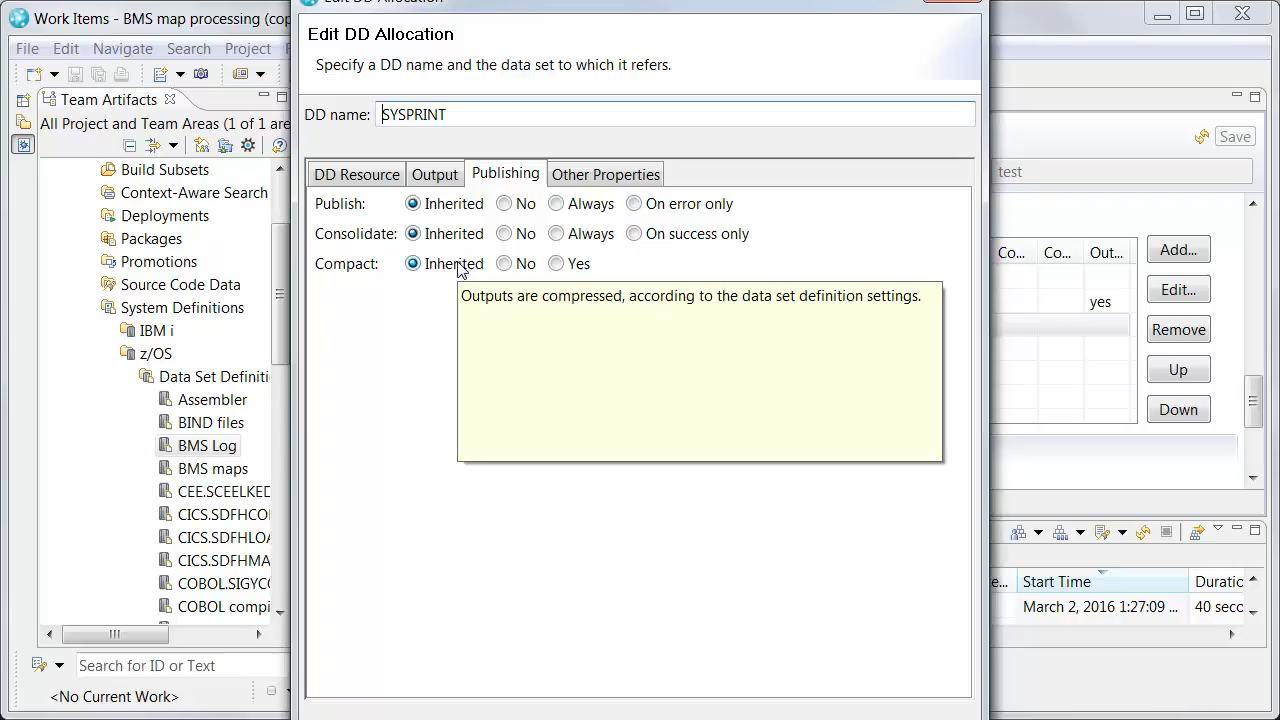 Work Items - BMS map processing (cop
Edit DD Allocation
File Edit Navigate Search Project
Edit DD Allocation
Specify a DD name and the data set to which it refers.
DD name: SYSPRINT
DD Resource Output Publishing Other Properties
Publish: Inherited No Always On error only
Consolidate: Inherited No Always On success only
Compact: Inherited No Yes
Outputs are compressed, according to the data set definition settings.
Team Artifacts
All Project and Team Areas (1 of 1 are
Build Subsets
Context-Aware Search
Deployments
Packages
Promotions
Source Code Data
System Definitions
IBM i
z/OS
Data Set Definiti
Assembler
BIND files
BMS Log
BMS maps
CEE.SCEELKED
CICS.SDFHCO
CICS.SDFHLOA
CICS.SDFHMA
COBOL.SIGYCO
COBOL compi
Search for ID or Text
<No Current Work>
Save
test
Co... Co... Out...
yes
Add...
Edit...
Remove
Up
Down
e... Start Time Duratic
March 2, 2016 1:27:09 ... 40 secc